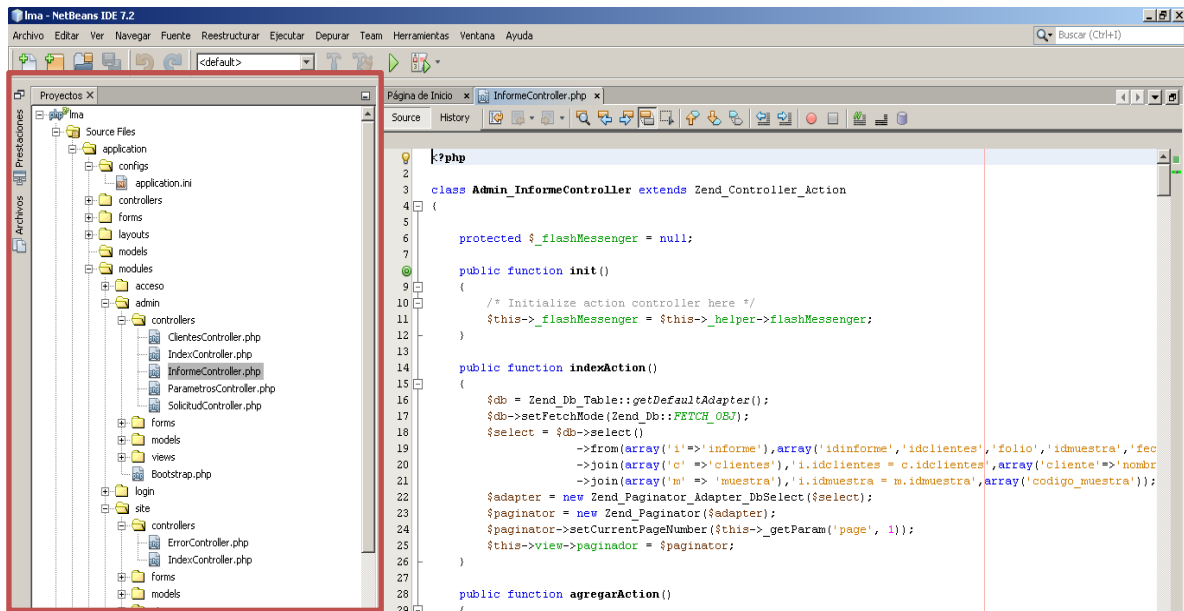 lma - NetBeans IDE 7.2
Archivo Editar Ver Navegar Fuente Reestructurar Ejecutar Depurar Team Herramientas Ventana Ayuda
Buscar (Ctrl+I)
<default>
Prestaciones
Archivos
Proyectos
lma
Source Files
application
configs
application.ini
controllers
forms
layouts
models
modules
acceso
admin
controllers
ClientesController.php
IndexController.php
InformeController.php
ParametrosController.php
SolicitudController.php
forms
models
views
Bootstrap.php
login
site
controllers
ErrorController.php
IndexController.php
forms
models
Página de Inicio InformeController.php
Source History
<?php
2
3 class Admin_InformeController extends Zend_Controller_Action
4 {
5
6 protected $_flashMessenger = null;
7
public function init()
9 {
10 /* Initialize action controller here */
11 $this->_flashMessenger = $this->_helper->flashMessenger;
12 }
13
14 public function indexAction()
15 {
16 $db = Zend_Db_Table::getDefaultAdapter();
17 $db->setFetchMode(Zend_Db::FETCH_OBJ);
18 $select = $db->select()
19 ->from(array('i'=>'informe'),array('idinforme','idclientes','folio','idmuestra','fec
20 ->join(array('c' =>'clientes'),'i.idclientes = c.idclientes',array('cliente'=>'nombr
21 ->join(array('m' => 'muestra'),'i.idmuestra = m.idmuestra',array('codigo_muestra'));
22 $adapter = new Zend_Paginator_Adapter_DbSelect($select);
23 $paginator = new Zend_Paginator($adapter);
24 $paginator->setCurrentPageNumber($this->_getParam('page', 1));
25 $this->view->paginador = $paginator;
26 }
27
28 public function agregarAction()
29 {